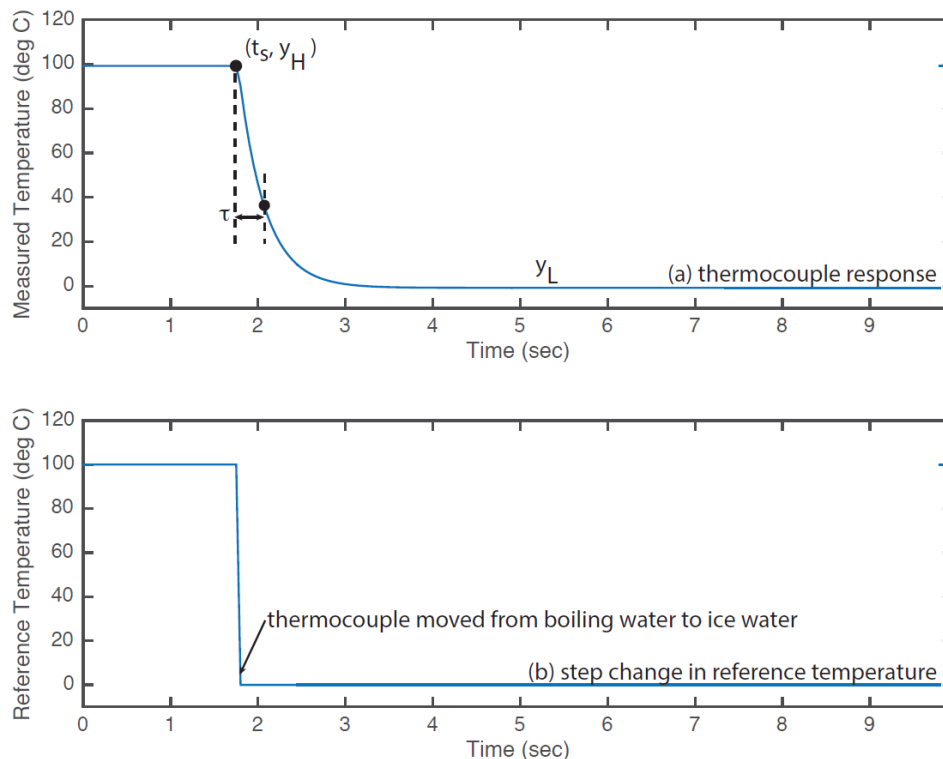 Measured Temperature (deg C)
120
100
80
60
40
20
0
(tS, yH)
τ
yL
(a) thermocouple response
0 1 2 3 4 5 6 7 8 9
Time (sec)
Reference Temperature (deg C)
120
100
80
60
40
20
0
thermocouple moved from boiling water to ice water
(b) step change in reference temperature
0 1 2 3 4 5 6 7 8 9
Time (sec)